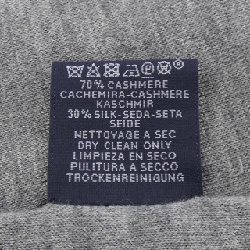 70% CASHMERE
CACHEMIRA-CASHMERE
KASCHMIR
30% SILK-SEDA-SETA
SEIDE
NETTOYAGE A SEC
DRY CLEAN ONLY
LIMPIEZA EN SECO
PULITURA A SECCO
TROCKENREINIGUNG